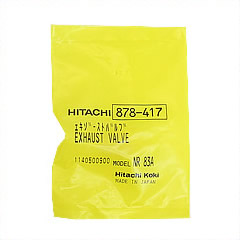 HITACHI 878-417
エキゾーストバルブ
EXHAUST VALVE
1140500900 MODEL NR 83A
Hitachi Koki
MADE IN JAPAN